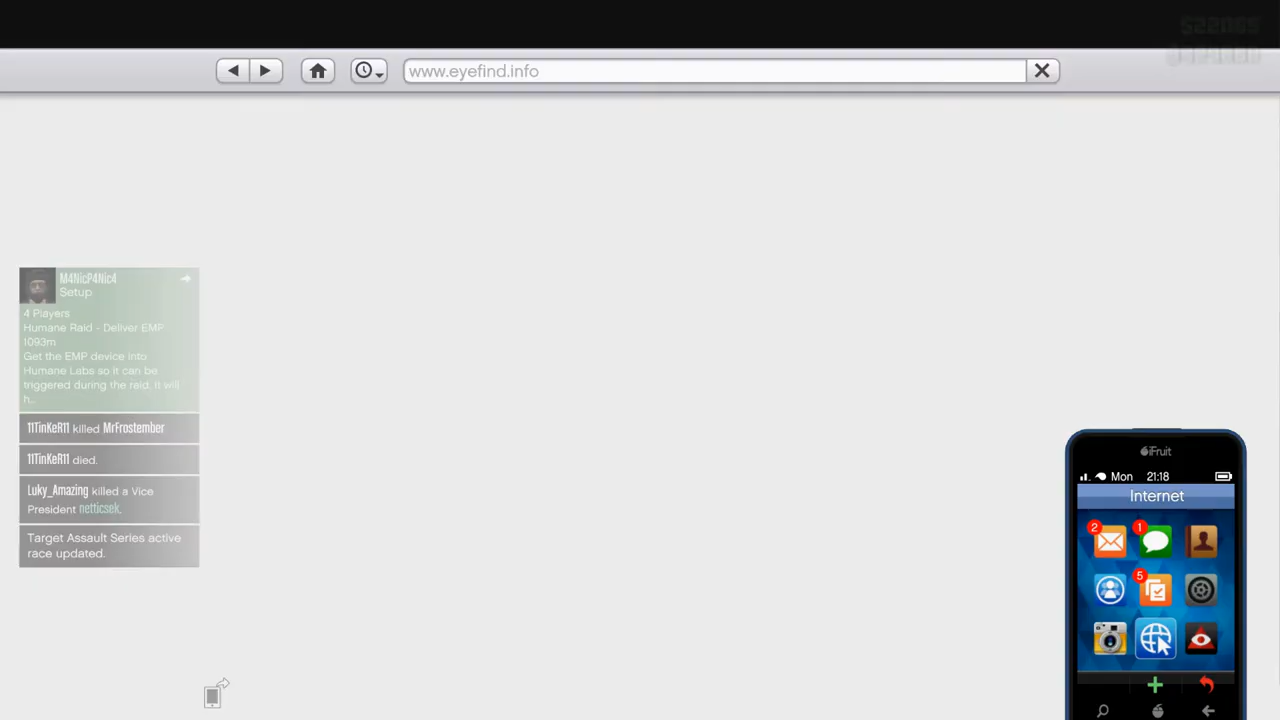 www.eyefind.info
M4NicP4Nic4
Setup
4 Players
Humane Raid - Deliver EMP
1093m
Get the EMP device into
Humane Labs so it can be
triggered during the raid. It will
h..
11TinKeR11 killed MrFrostember
11TinKeR11 died.
Luky_Amazing killed a Vice
President netticsek.
Target Assault Series active
race updated.
iFruit
Mon 21:18
Internet
2
1
5